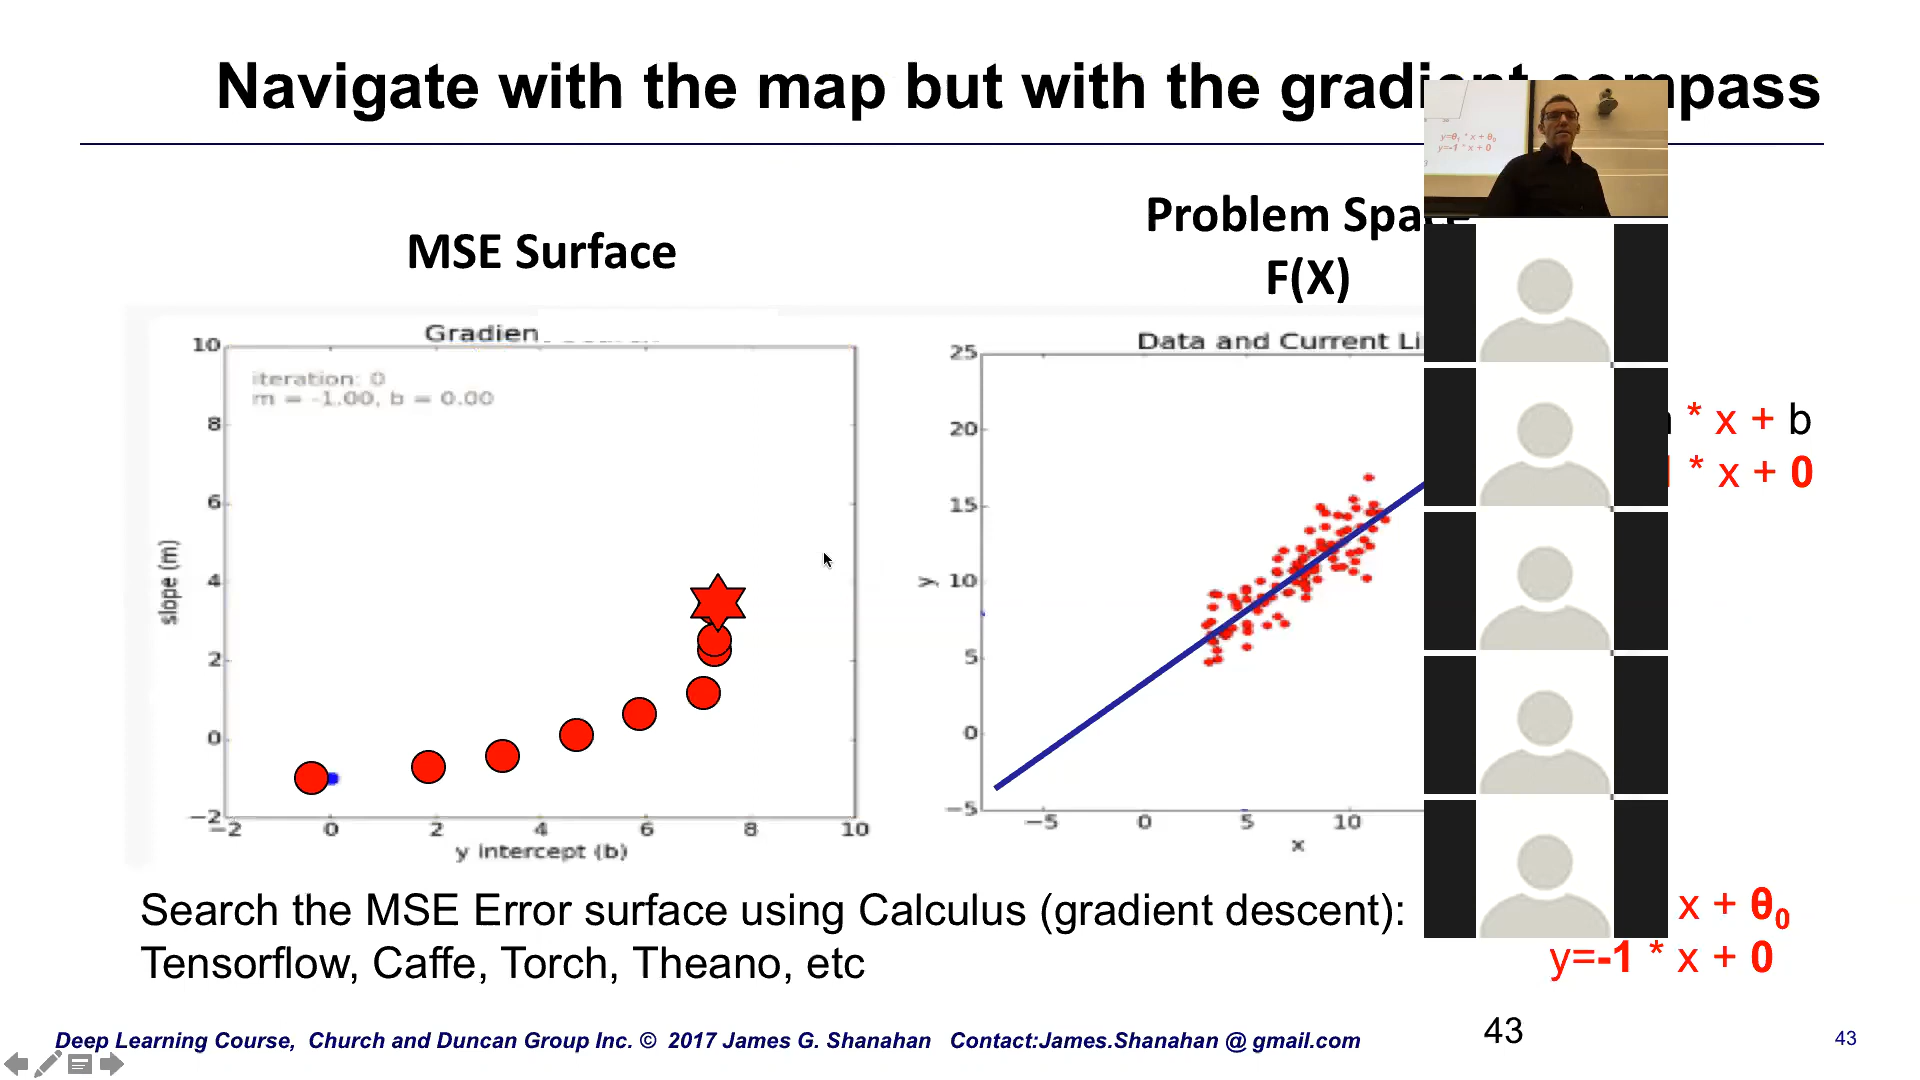 Navigate with the map but with the gradient compass
MSE Surface
Problem Space
F(X)
Gradien
10
8
6
4
2
0
−2
iteration: 0
m = -1.00, b = 0.00
slope (m)
−2 0 2 4 6 8 10
y intercept (b)
Data and Current Li
25
20
15
10
5
0
−5
y
−5 0 5 10
x
y=θ1 * x + θ0
y=-1 * x + 0
* x + b
* x + 0
x + θ0
y=-1 * x + 0
Search the MSE Error surface using Calculus (gradient descent):
Tensorflow, Caffe, Torch, Theano, etc
Deep Learning Course, Church and Duncan Group Inc. © 2017 James G. Shanahan Contact:James.Shanahan @ gmail.com
43
43